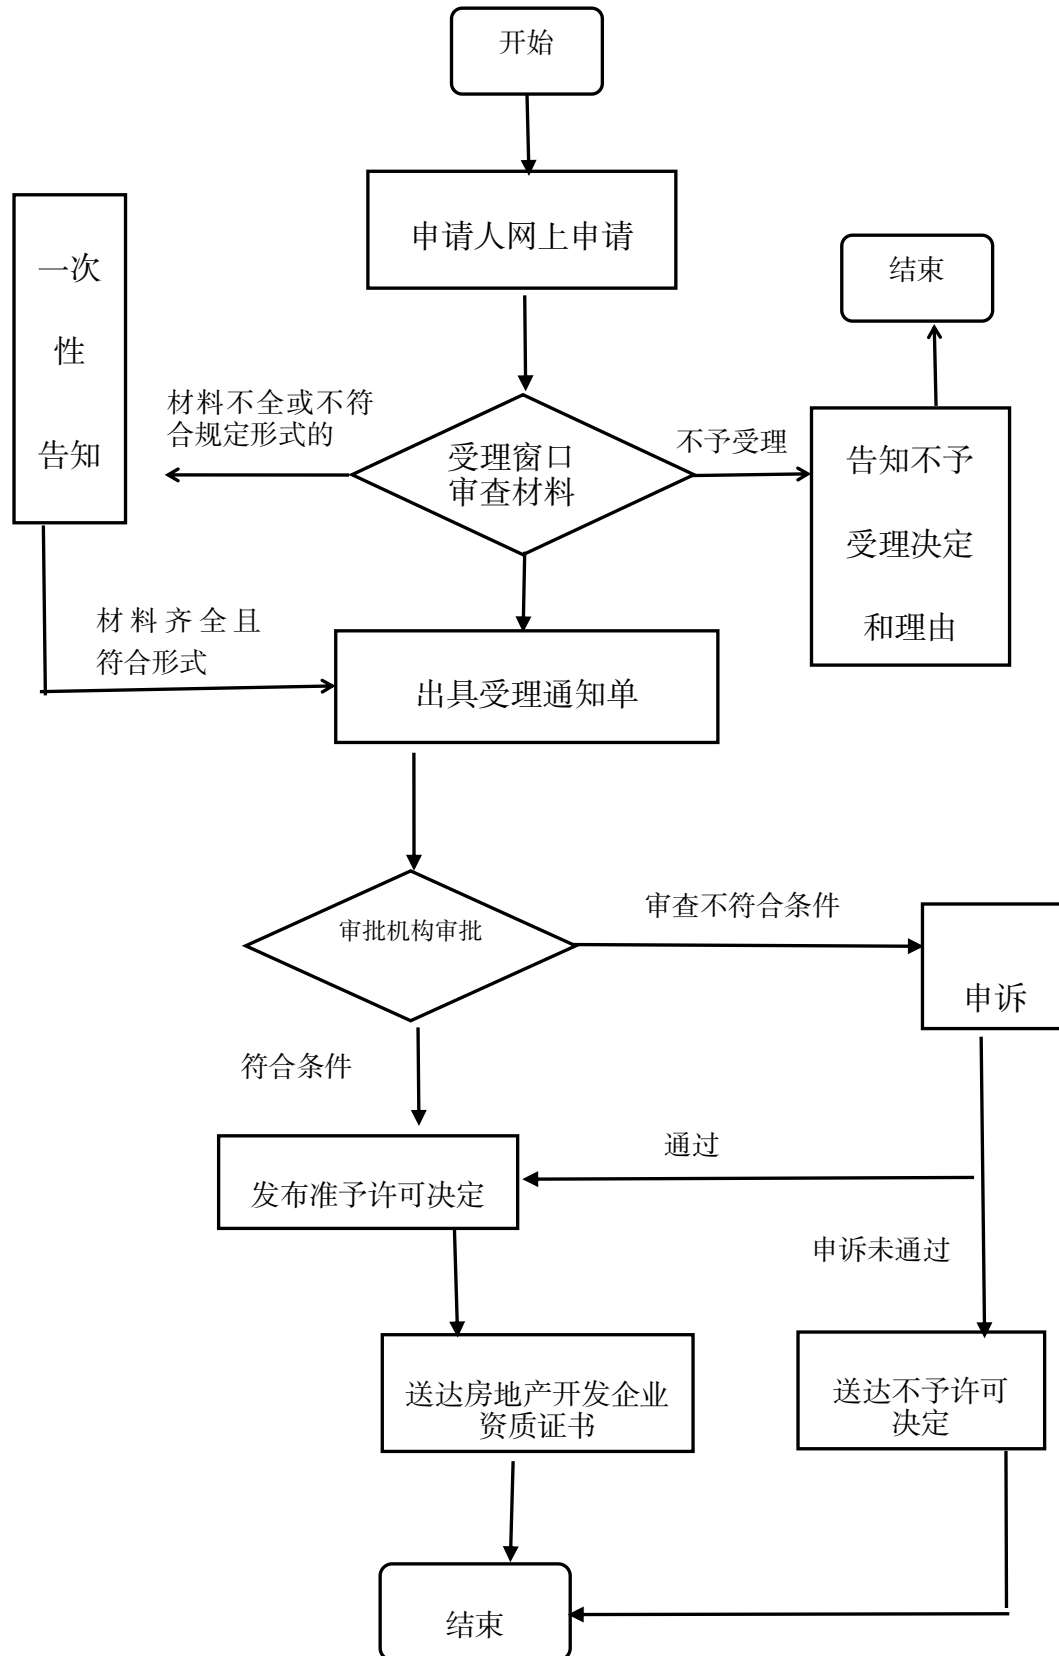 开始
申请人网上申请
一次
性
告知
结束
材料不全或不符
合规定形式的
受理窗口
审查材料
不予受理
告知不予
受理决定
和理由
材料齐全且
符合形式
出具受理通知单
审批机构审批
审查不符合条件
申诉
符合条件
通过
发布准予许可决定
申诉未通过
送达房地产开发企业
资质证书
送达不予许可
决定
结束